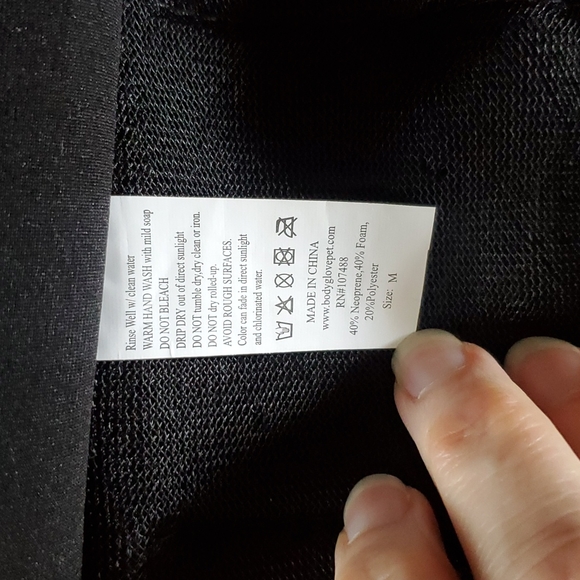 Rinse Well w/ clean water
WARM HAND WASH with mild soap
DO NOT BLEACH
DRIP DRY out of direct sunlight
DO NOT tumble dry,dry clean or iron.
DO NOT dry rolled-up.
AVOID ROUGH SURFACES.
Color can fade in direct sunlight
and chlorinated water.
MADE IN CHINA
www.bodyglovepet.com
RN#107488
40% Neoprene,40% Foam,
20%Polyester
Size: M